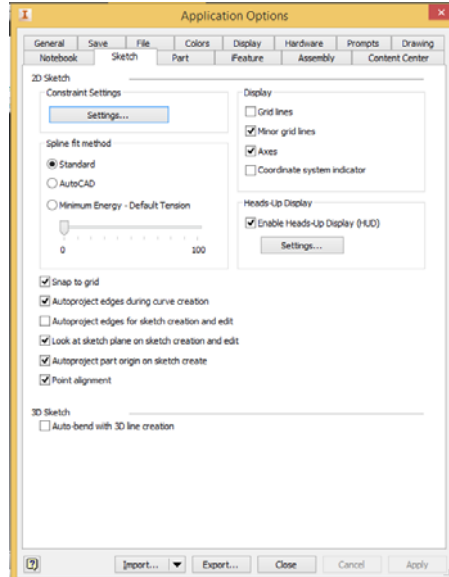 Application Options
General Save File Colors Display Hardware Prompts Drawing
Notebook Sketch Part iFeature Assembly Content Center
2D Sketch
Constraint Settings
Settings...
Spline fit method
Standard
AutoCAD
Minimum Energy - Default Tension
0 100
Display
Grid lines
Minor grid lines
Axes
Coordinate system indicator
Heads-Up Display
Enable Heads-Up Display (HUD)
Settings...
Snap to grid
Autoproject edges during curve creation
Autoproject edges for sketch creation and edit
Look at sketch plane on sketch creation and edit
Autoproject part origin on sketch create
Point alignment
3D Sketch
Auto-bend with 3D line creation
? Import... Export... Close Cancel Apply